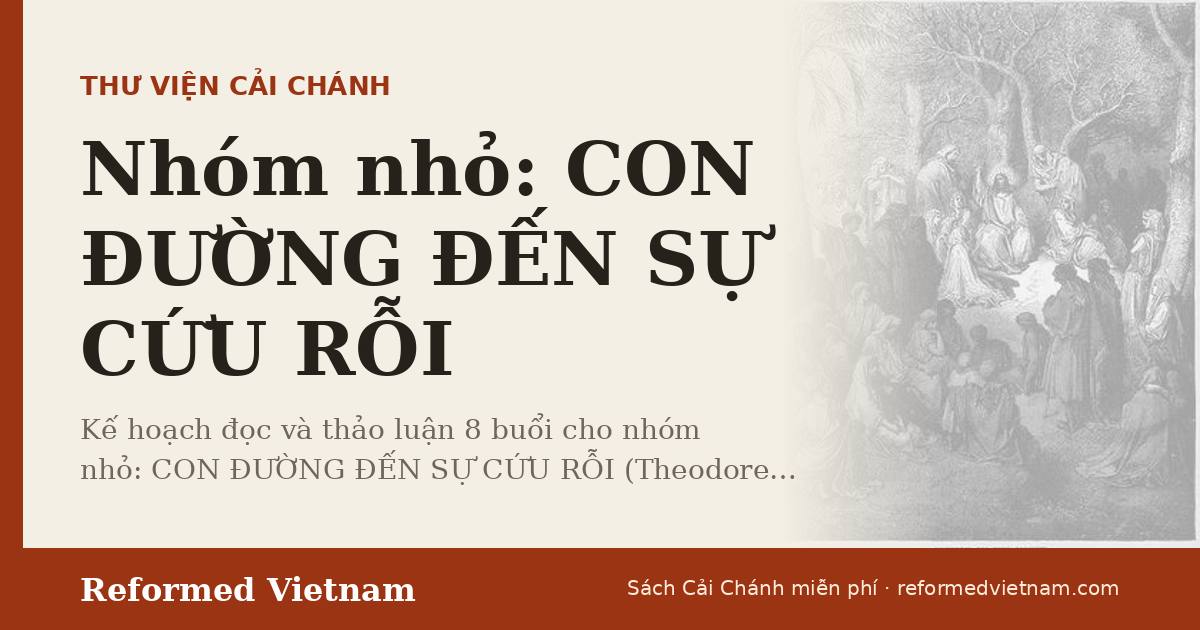 THƯ VIỆN CẢI CHÁNH
Nhóm nhỏ: CON
ĐƯỜNG ĐẾN SỰ
CỨU RỖI
Kế hoạch đọc và thảo luận 8 buổi cho nhóm
nhỏ: CON ĐƯỜNG ĐẾN SỰ CỨU RỖI (Theodore...
Reformed Vietnam
Sách Cải Chánh miễn phí · reformedvietnam.com